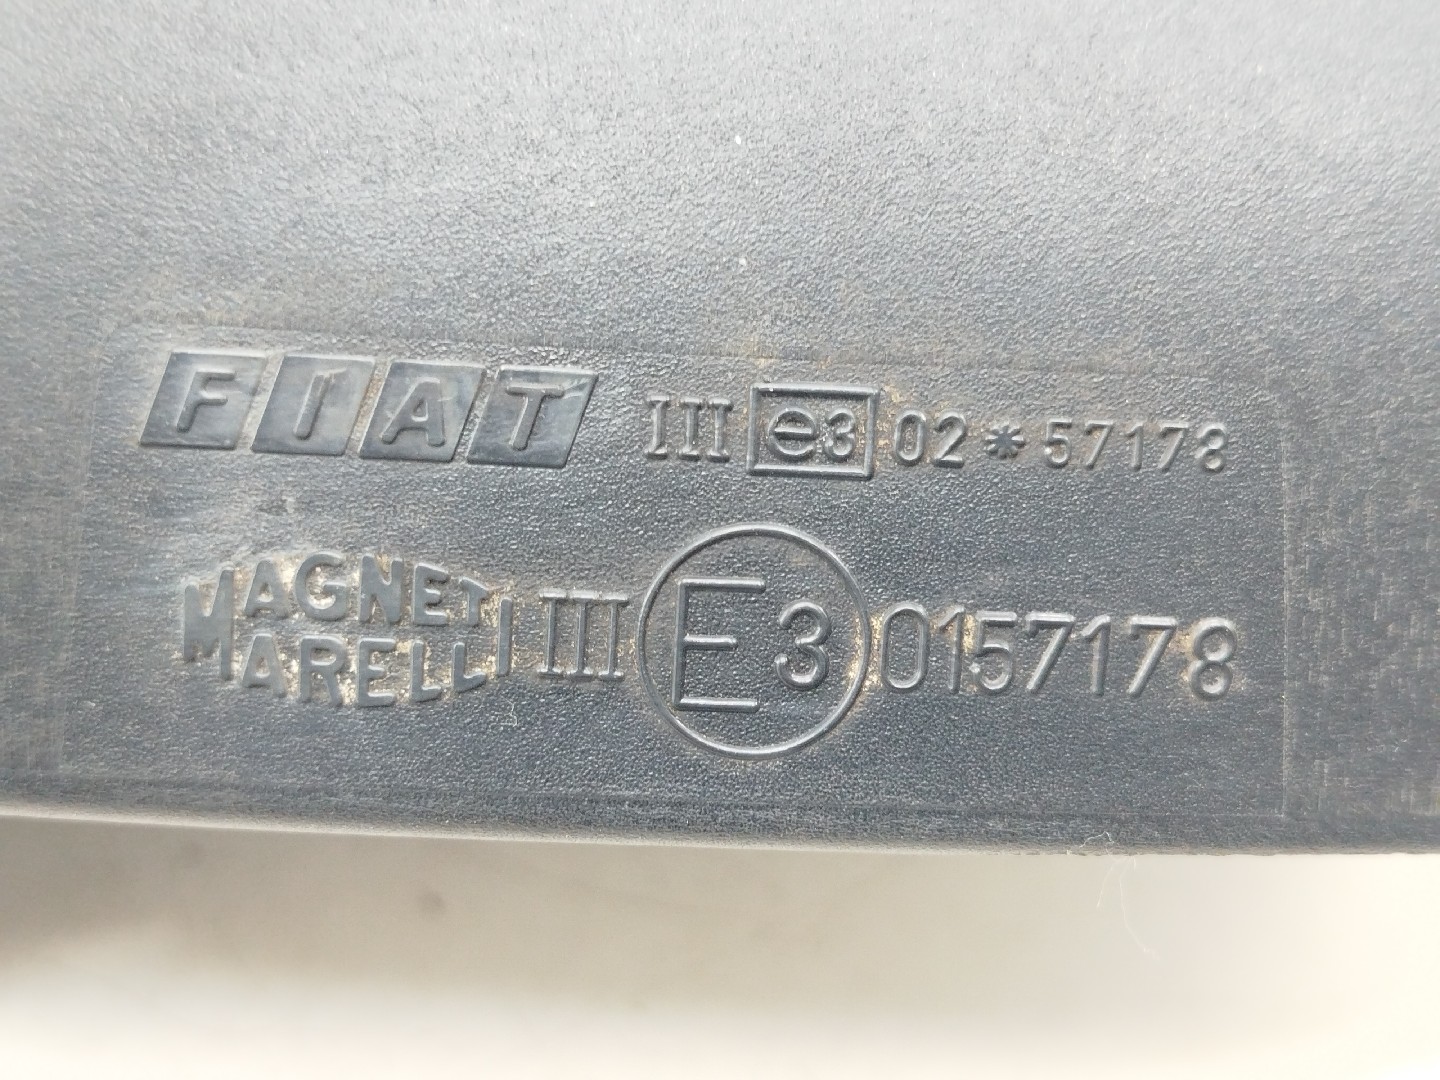 FIAT III e3 02*57178
MAGNETI
MARELLI III E3 0157178